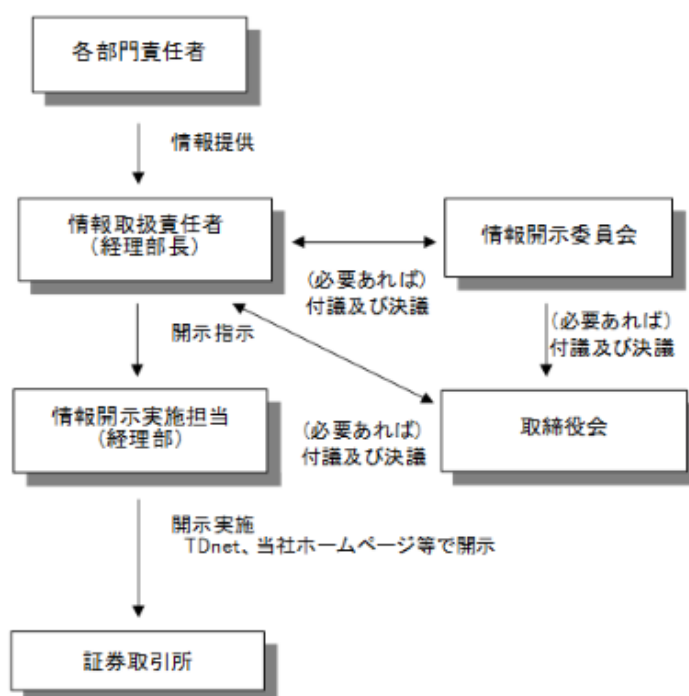 各部門責任者
情報提供
情報取扱責任者
(経理部長)
情報開示委員会
(必要あれば)
付議及び決議
(必要あれば)
付議及び決議
開示指示
情報開示実施担当
(経理部)
(必要あれば)
付議及び決議
取締役会
開示実施
TDnet、当社ホームページ等で開示
証券取引所